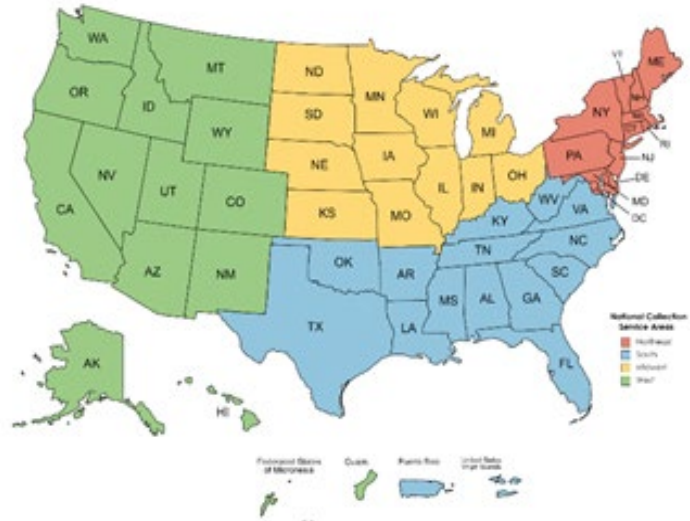 WA
MT
ND
MN
VT
ME
OR
ID
SD
WI
MI
NY
NH
WY
RI
IA
PA
NJ
NE
OH
NV
UT
CO
IL
IN
DE
WV
MD
CA
KS
MO
KY
VA
DC
NC
TN
AZ
NM
OK
AR
SC
MS
AL
GA
TX
LA
FL
AK
HI
National Collection
Service Areas
Northeast
South
Midwest
West
Federated States
of Micronesia
Guam
Puerto Rico
United States
Virgin Islands